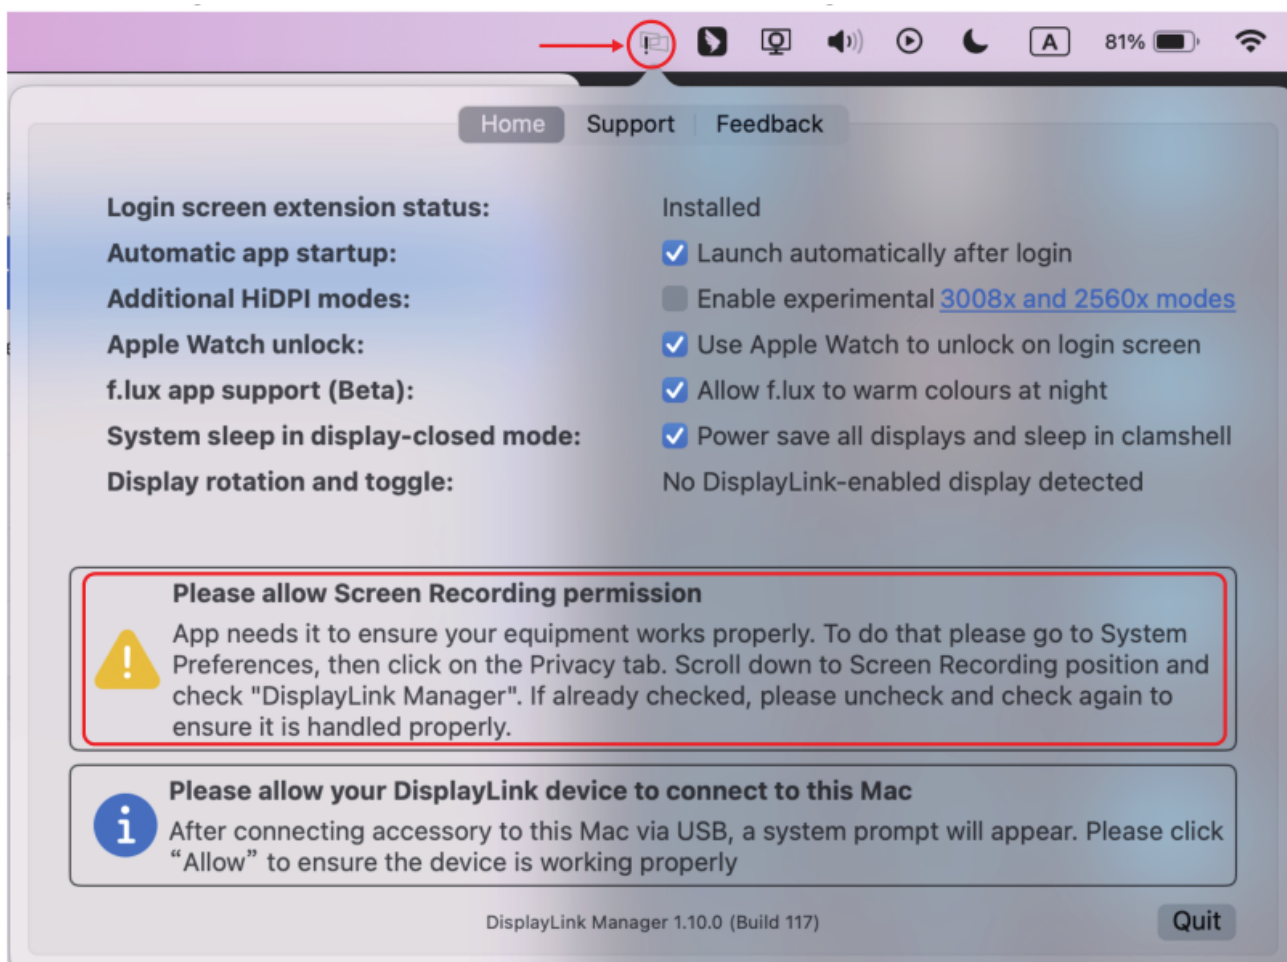 A
81%
Home Support Feedback
Login screen extension status: Installed
Automatic app startup: Launch automatically after login
Additional HiDPI modes: Enable experimental 3008x and 2560x modes
Apple Watch unlock: Use Apple Watch to unlock on login screen
f.lux app support (Beta): Allow f.lux to warm colours at night
System sleep in display-closed mode: Power save all displays and sleep in clamshell
Display rotation and toggle: No DisplayLink-enabled display detected
Please allow Screen Recording permission
App needs it to ensure your equipment works properly. To do that please go to System
Preferences, then click on the Privacy tab. Scroll down to Screen Recording position and
check "DisplayLink Manager". If already checked, please uncheck and check again to
ensure it is handled properly.
Please allow your DisplayLink device to connect to this Mac
After connecting accessory to this Mac via USB, a system prompt will appear. Please click
“Allow” to ensure the device is working properly
DisplayLink Manager 1.10.0 (Build 117)
Quit